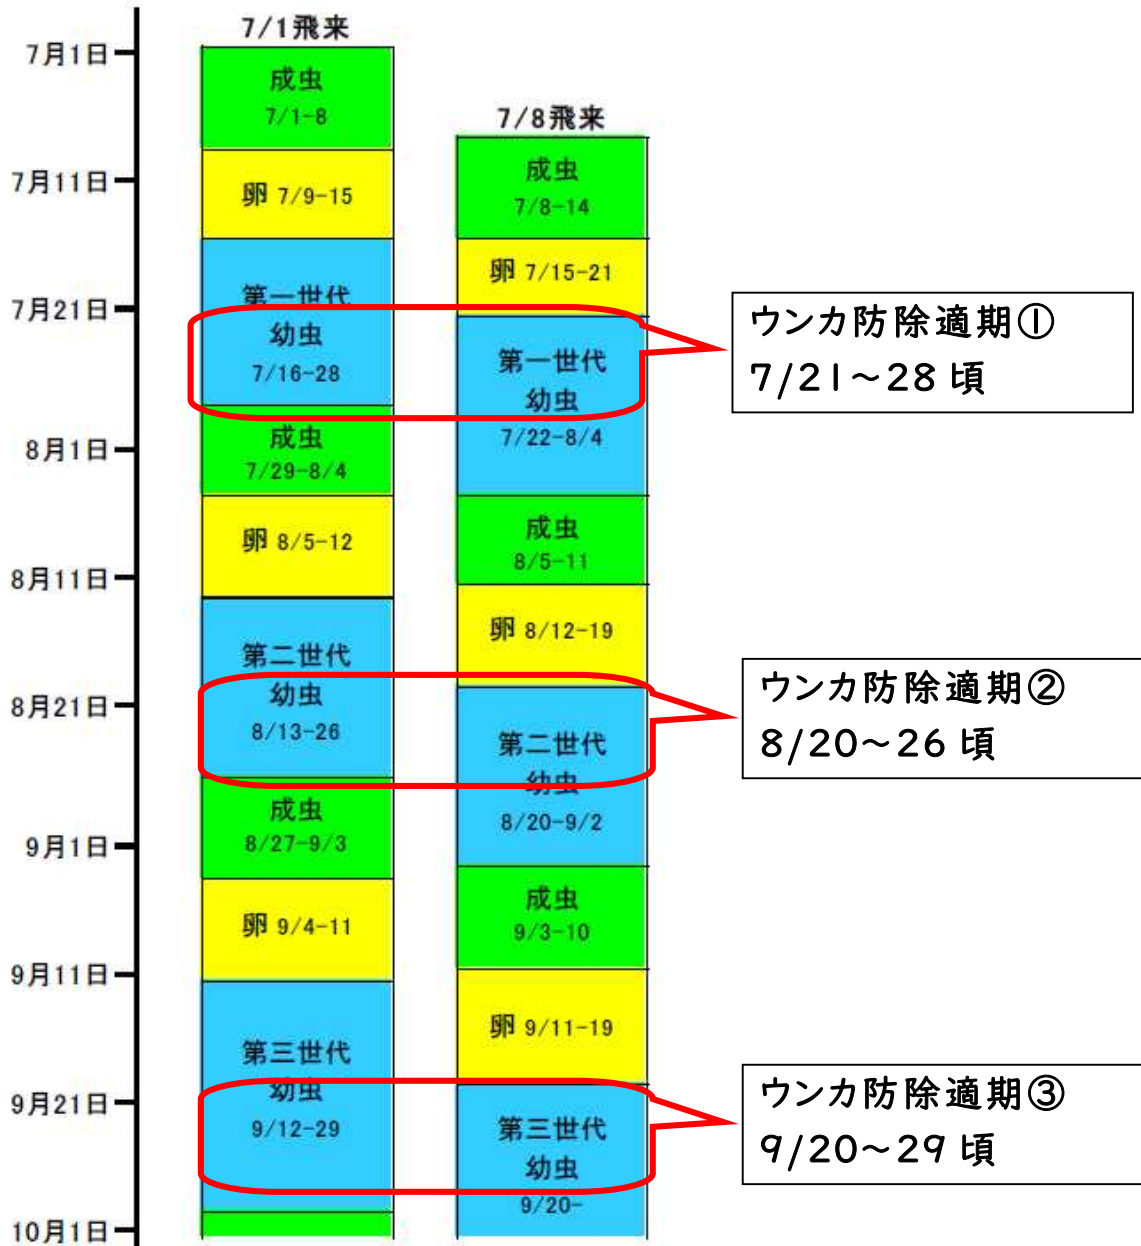 7月1日
7月11日
7月21日
8月1日
8月11日
8月21日
9月1日
9月11日
9月21日
10月1日
7/1飛来
成虫
7/1-8
卵 7/9-15
第一世代
幼虫
7/16-28
成虫
7/29-8/4
卵 8/5-12
第二世代
幼虫
8/13-26
成虫
8/27-9/3
卵 9/4-11
第三世代
幼虫
9/12-29
7/8飛来
成虫
7/8-14
卵 7/15-21
第一世代
幼虫
7/22-8/4
成虫
8/5-11
卵 8/12-19
第二世代
幼虫
8/20-9/2
成虫
9/3-10
卵 9/11-19
第三世代
幼虫
9/20-
ウンカ防除適期①
7/21～28 頃
ウンカ防除適期②
8/20～26 頃
ウンカ防除適期③
9/20～29 頃